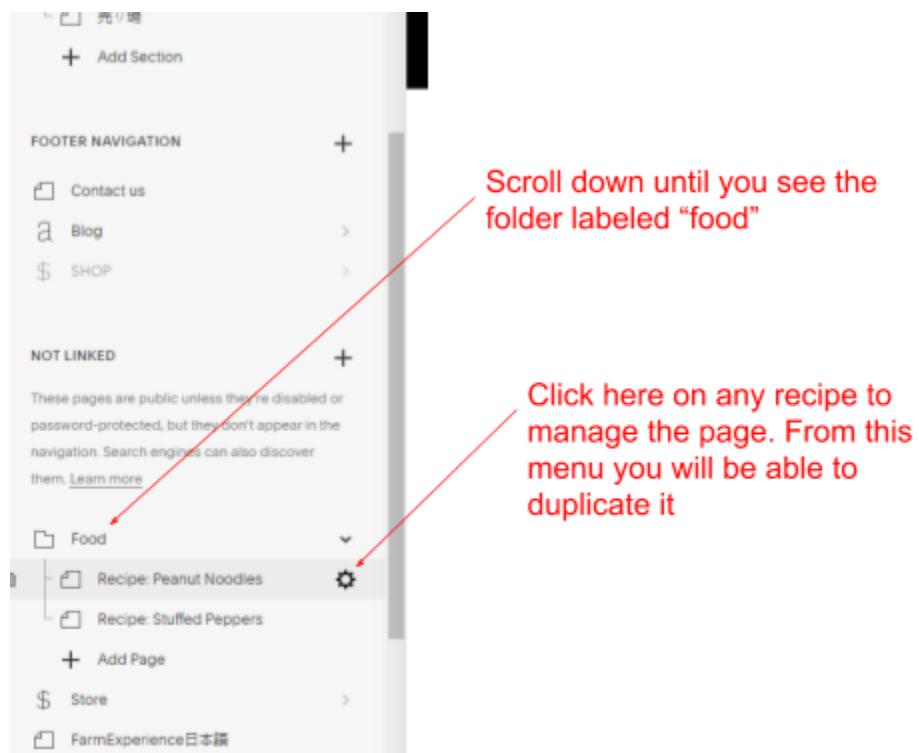 売り場
Add Section
FOOTER NAVIGATION
Contact us
Blog
SHOP
Scroll down until you see the
folder labeled “food”
NOT LINKED
These pages are public unless they're disabled or
password-protected, but they don't appear in the
navigation. Search engines can also discover
them. Learn more
Click here on any recipe to
manage the page. From this
menu you will be able to
duplicate it
Food
Recipe: Peanut Noodles
Recipe: Stuffed Peppers
Add Page
Store
FarmExperience日本語